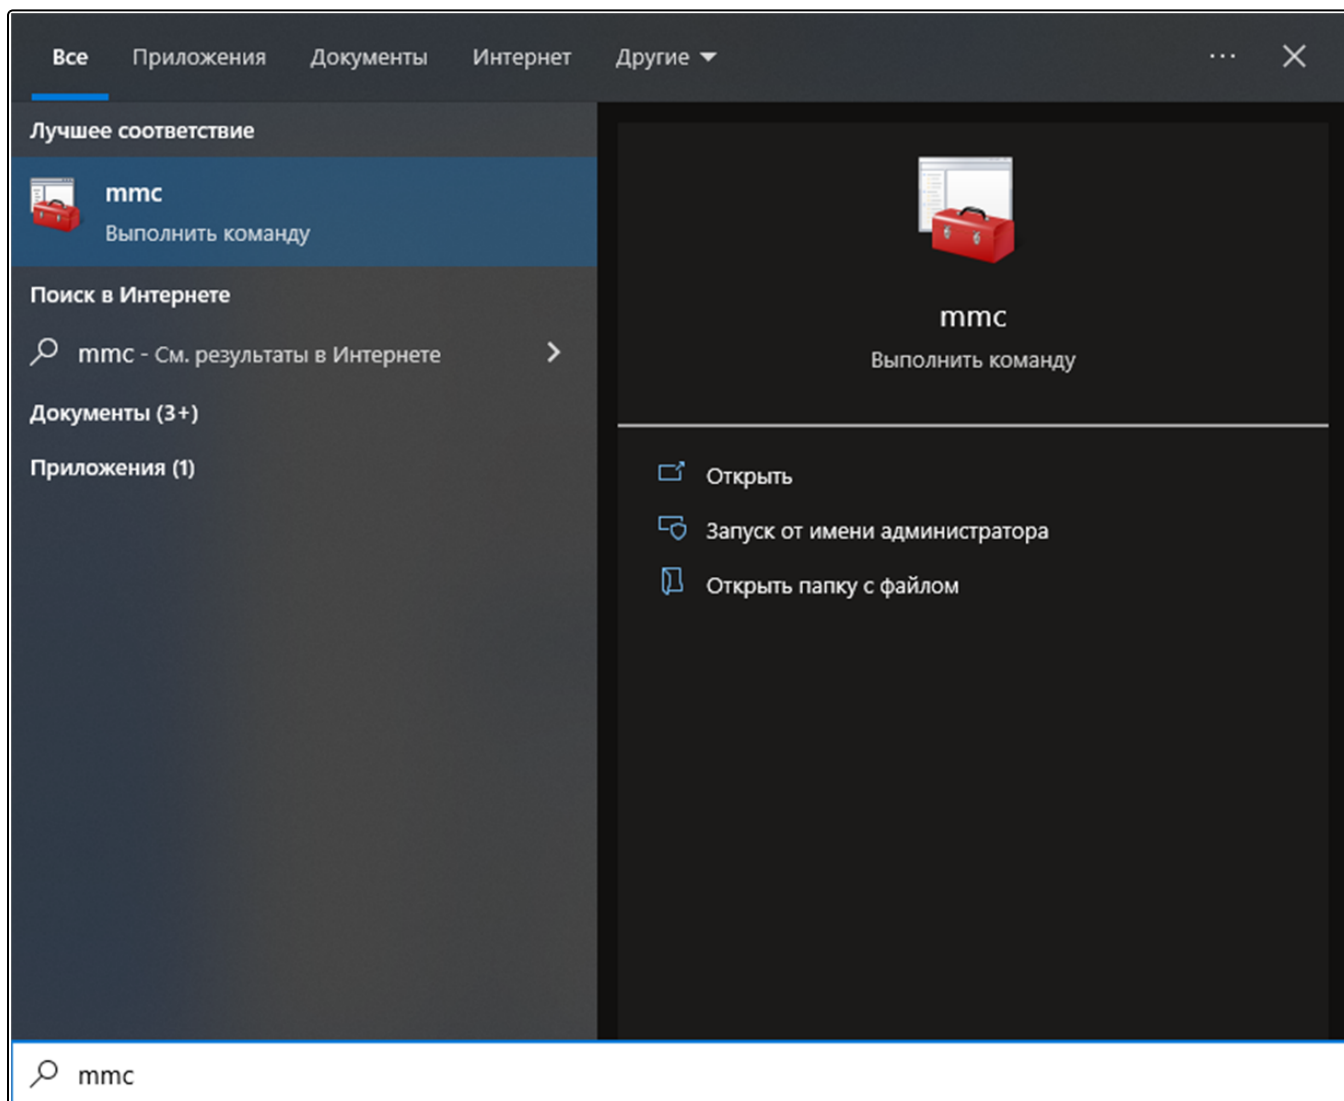 Все Приложения Документы Интернет Другие
Лучшее соответствие
mmc
Выполнить команду
Поиск в Интернете
mmc - См. результаты в Интернете
Документы (3+)
Приложения (1)
mmc
Выполнить команду
Открыть
Запуск от имени администратора
Открыть папку с файлом
mmc